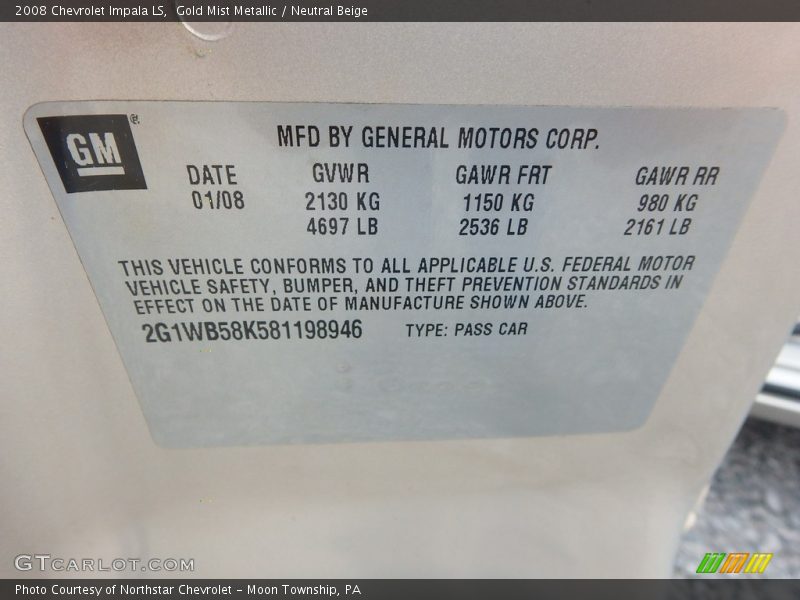 2008 Chevrolet Impala LS, Gold Mist Metallic / Neutral Beige
GM®
MFD BY GENERAL MOTORS CORP.
DATE GVWR GAWR FRT GAWR RR
01/08 2130 KG 1150 KG 980 KG
4697 LB 2536 LB 2161 LB
THIS VEHICLE CONFORMS TO ALL APPLICABLE U.S. FEDERAL MOTOR
VEHICLE SAFETY, BUMPER, AND THEFT PREVENTION STANDARDS IN
EFFECT ON THE DATE OF MANUFACTURE SHOWN ABOVE.
2G1WB58K581198946 TYPE: PASS CAR
GTCARLOT.COM
Photo Courtesy of Northstar Chevrolet - Moon Township, PA